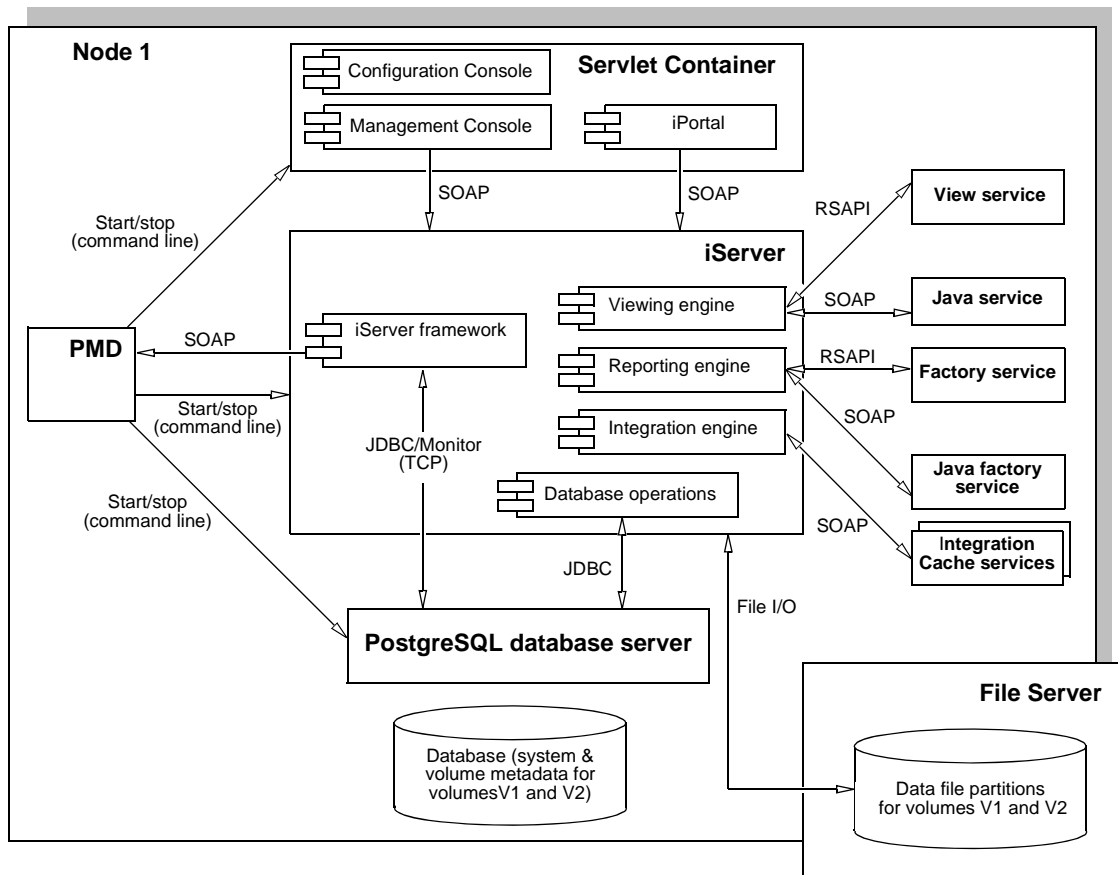 Node 1
Servlet Container
Configuration Console
Management Console
iPortal
SOAP
SOAP
Start/stop
(command line)
RSAPI
View service
iServer
Viewing engine
SOAP
Java service
iServer framework
SOAP
PMD
Reporting engine
RSAPI
Factory service
Start/stop
(command line)
Integration engine
SOAP
JDBC/Monitor
(TCP)
Java factory
service
Database operations
Start/stop
(command line)
SOAP
Integration
Cache services
JDBC
File I/O
PostgreSQL database server
File Server
Database (system &
volume metadata for
volumesV1 and V2)
Data file partitions
for volumes V1 and V2